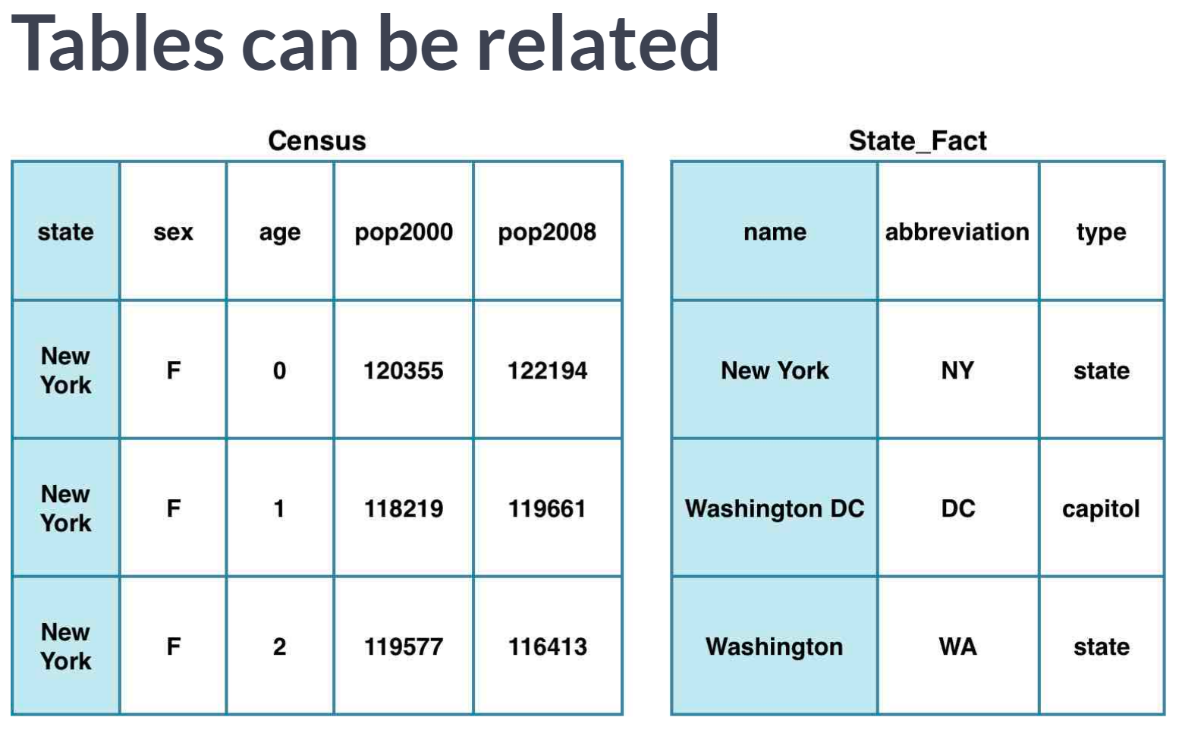 Tables can be related
Census
state sex age pop2000 pop2008
New
York F 0 120355 122194
New
York F 1 118219 119661
New
York F 2 119577 116413
State_Fact
name abbreviation type
New York NY state
Washington DC DC capitol
Washington WA state